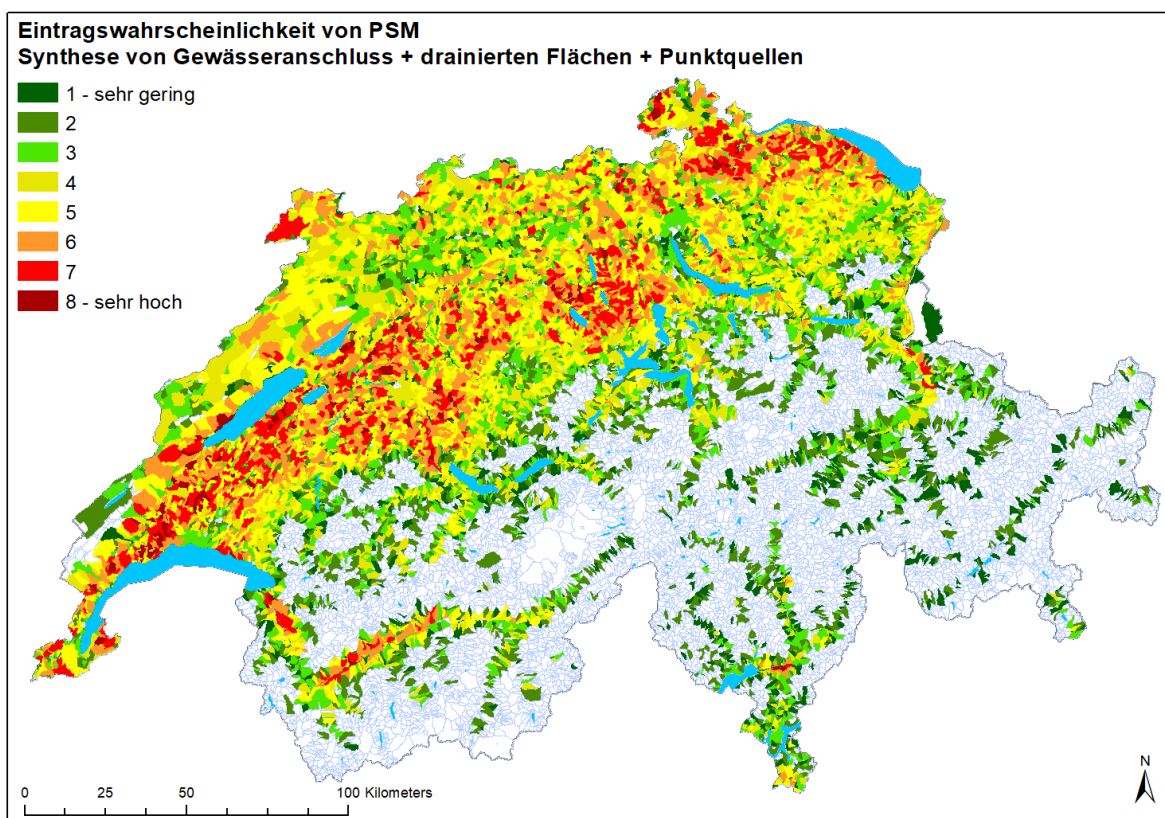 Eintragswahrscheinlichkeit von PSM
Synthese von Gewässeranschluss + drainierten Flächen + Punktquellen
1 - sehr gering
2
3
4
5
6
7
8 - sehr hoch
N
0 25 50 100 Kilometers